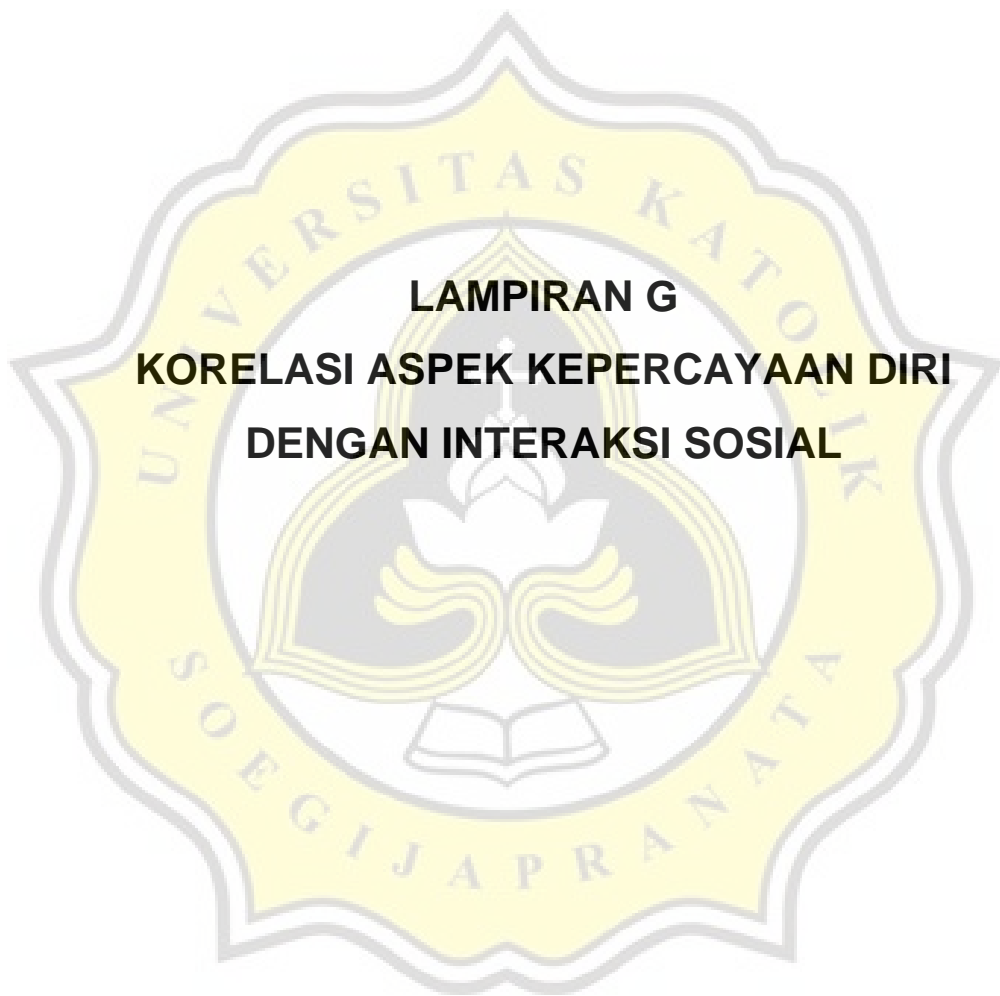 LAMPIRAN G
KORELASI ASPEK KEPERCAYAAN DIRI
DENGAN INTERAKSI SOSIAL
UNIVERSITAS KATOLIK
SOEGIJAPRANATA